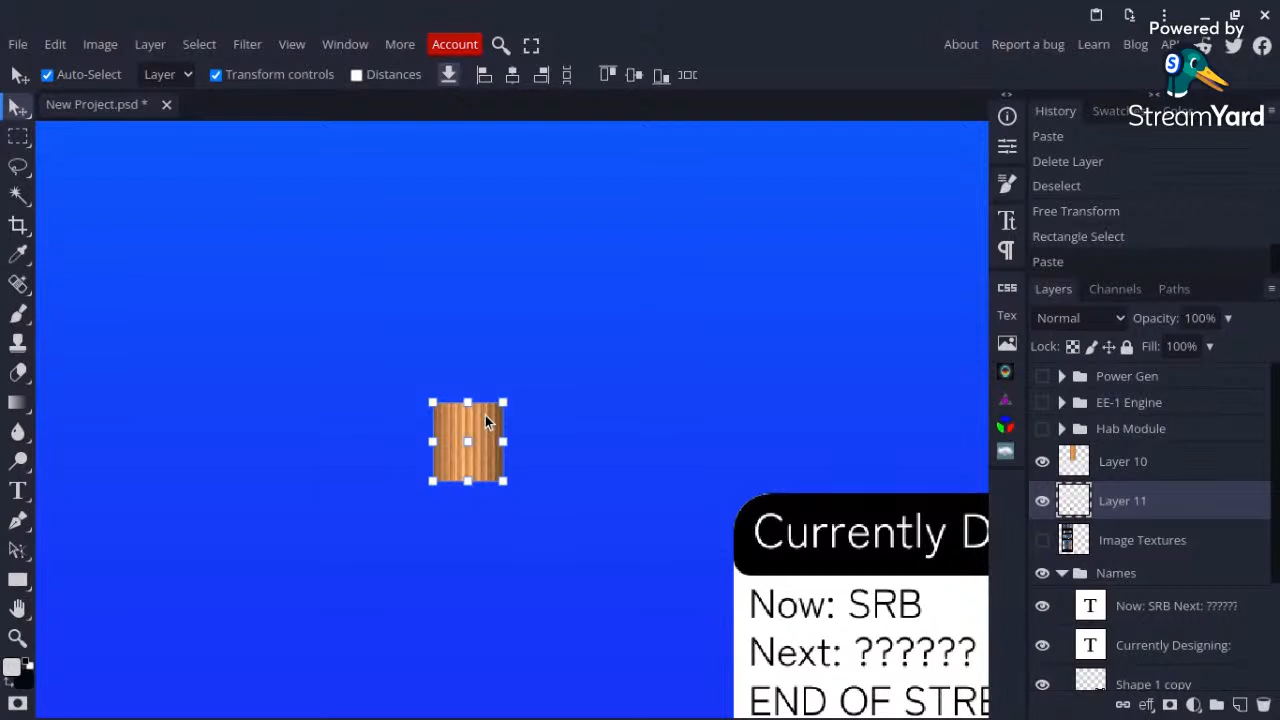 Powered by
StreamYard
File Edit Image Layer Select Filter View Window More Account
About Report a bug Learn Blog
Auto-Select Layer Transform controls Distances
New Project.psd *
History Swatches Color
Paste
Delete Layer
Deselect
Free Transform
Rectangle Select
Paste
CSS
Tex
Layers Channels Paths
Normal Opacity: 100%
Lock: Fill: 100%
Power Gen
EE-1 Engine
Hab Module
Layer 10
Layer 11
Image Textures
Names
T Now: SRB Next: ??????
T Currently Designing:
Shape 1 copy
eff
Currently D
Now: SRB
Next: ??????
END OF STRE